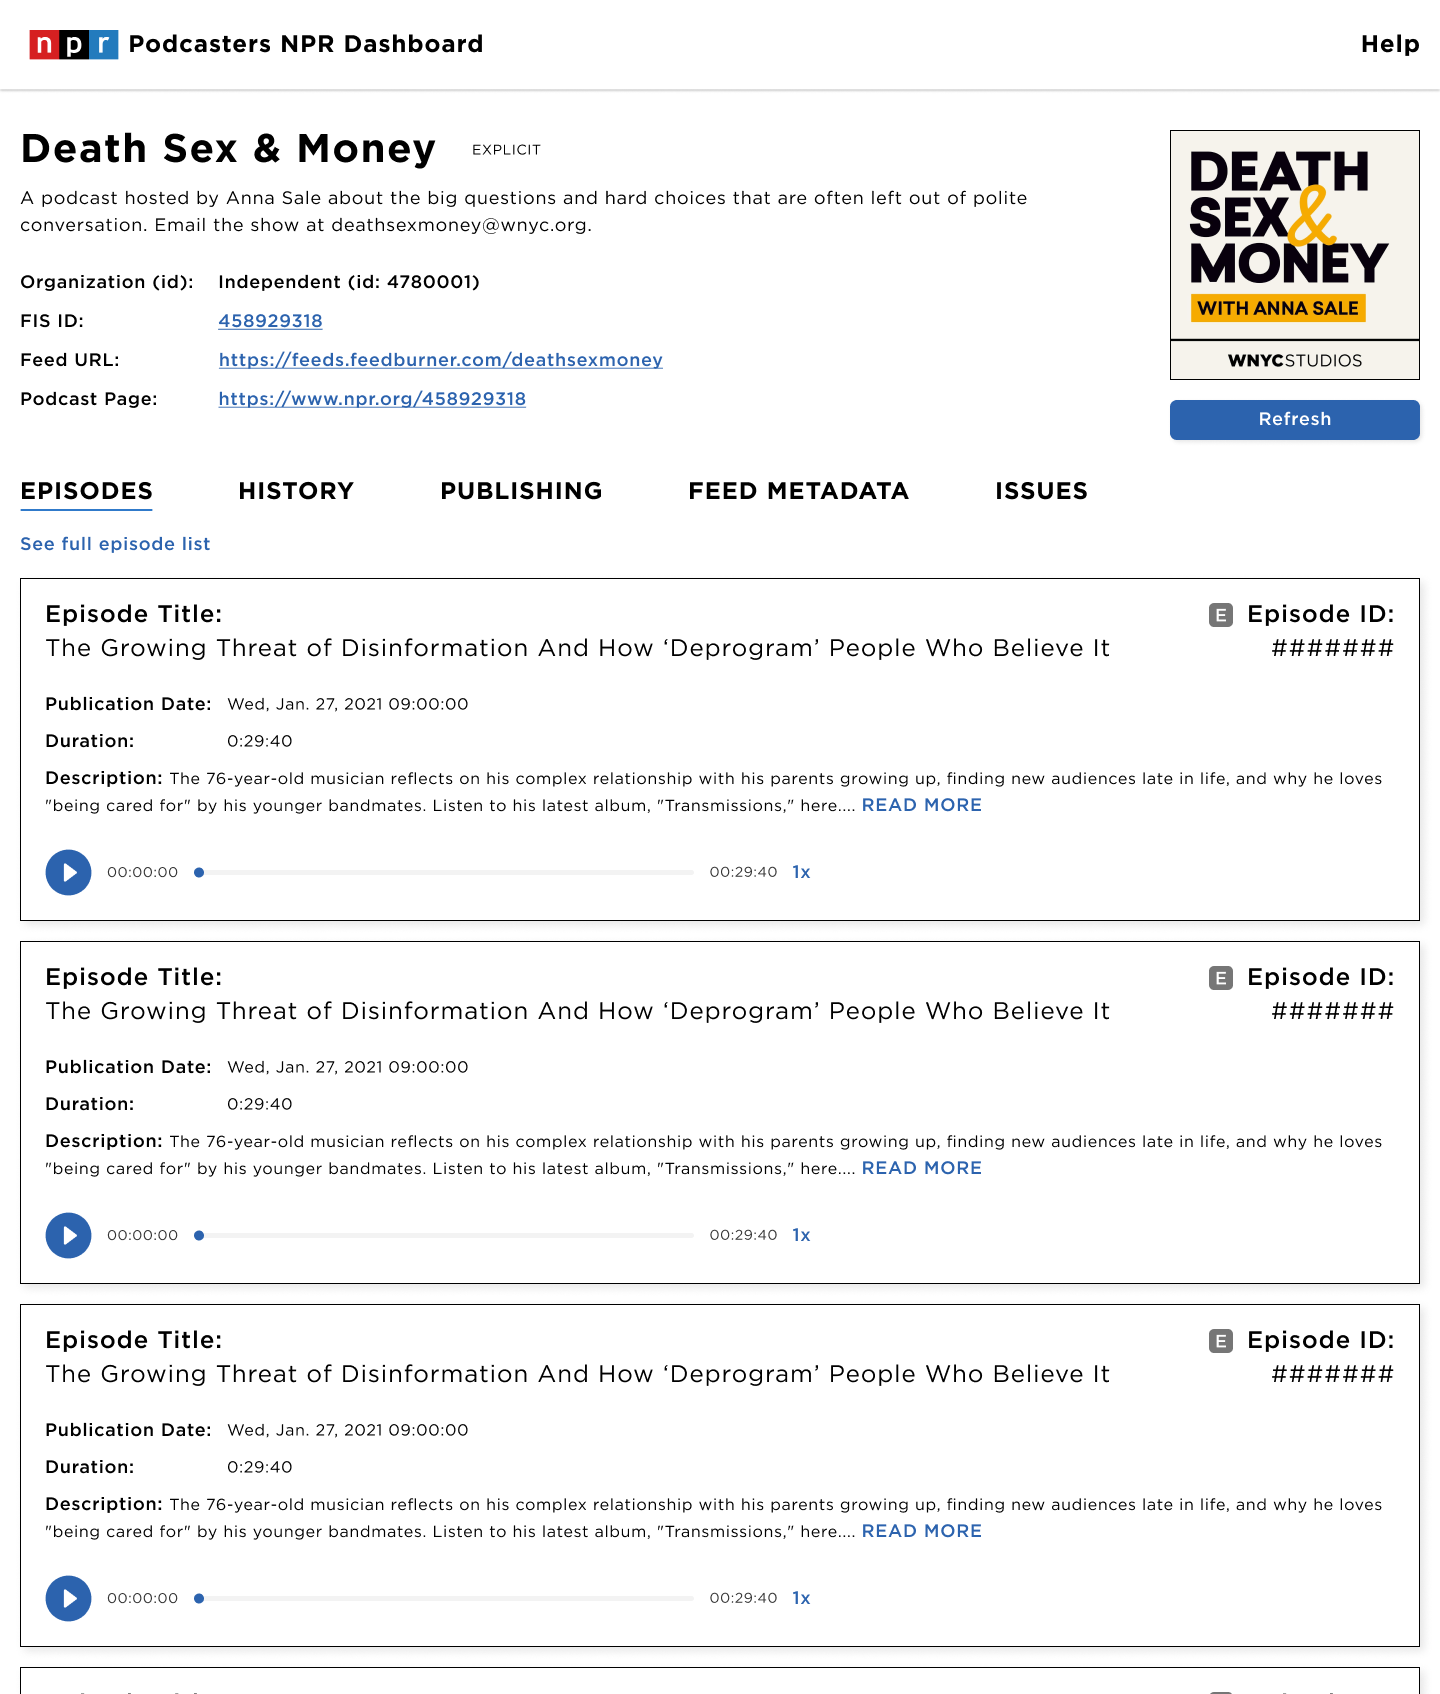 npr Podcasters NPR Dashboard
Help
Death Sex & Money EXPLICIT
A podcast hosted by Anna Sale about the big questions and hard choices that are often left out of polite
conversation. Email the show at deathsexmoney@wnyc.org.
Organization (id): Independent (id: 4780001)
FIS ID: 458929318
Feed URL: https://feeds.feedburner.com/deathsexmoney
Podcast Page: https://www.npr.org/458929318
DEATH
SEX &
MONEY
WITH ANNA SALE
WNYCSTUDIOS
Refresh
EPISODES HISTORY PUBLISHING FEED METADATA ISSUES
See full episode list
Episode Title: E Episode ID:
The Growing Threat of Disinformation And How ‘Deprogram’ People Who Believe It #######
Publication Date: Wed, Jan. 27, 2021 09:00:00
Duration: 0:29:40
Description: The 76-year-old musician reflects on his complex relationship with his parents growing up, finding new audiences late in life, and why he loves
"being cared for" by his younger bandmates. Listen to his latest album, "Transmissions," here.... READ MORE
00:00:00 00:29:40 1x
Episode Title: E Episode ID:
The Growing Threat of Disinformation And How ‘Deprogram’ People Who Believe It #######
Publication Date: Wed, Jan. 27, 2021 09:00:00
Duration: 0:29:40
Description: The 76-year-old musician reflects on his complex relationship with his parents growing up, finding new audiences late in life, and why he loves
"being cared for" by his younger bandmates. Listen to his latest album, "Transmissions," here.... READ MORE
00:00:00 00:29:40 1x
Episode Title: E Episode ID:
The Growing Threat of Disinformation And How ‘Deprogram’ People Who Believe It #######
Publication Date: Wed, Jan. 27, 2021 09:00:00
Duration: 0:29:40
Description: The 76-year-old musician reflects on his complex relationship with his parents growing up, finding new audiences late in life, and why he loves
"being cared for" by his younger bandmates. Listen to his latest album, "Transmissions," here.... READ MORE
00:00:00 00:29:40 1x